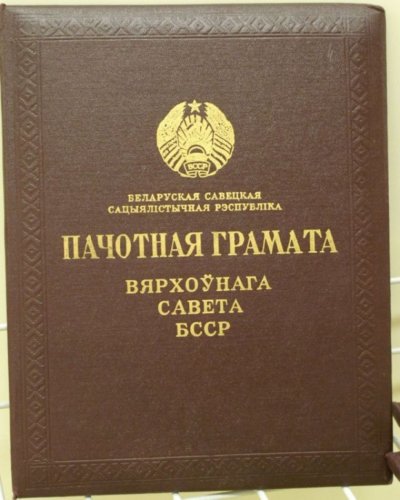 БССР
БЕЛАРУСКАЯ САВЕЦКАЯ
САЦЫЯЛІСТЫЧНАЯ РЭСПУБЛІКА
ПАЧОТНАЯ ГРАМАТА
ВЯРХОЎНАГА
САВЕТА
БССР